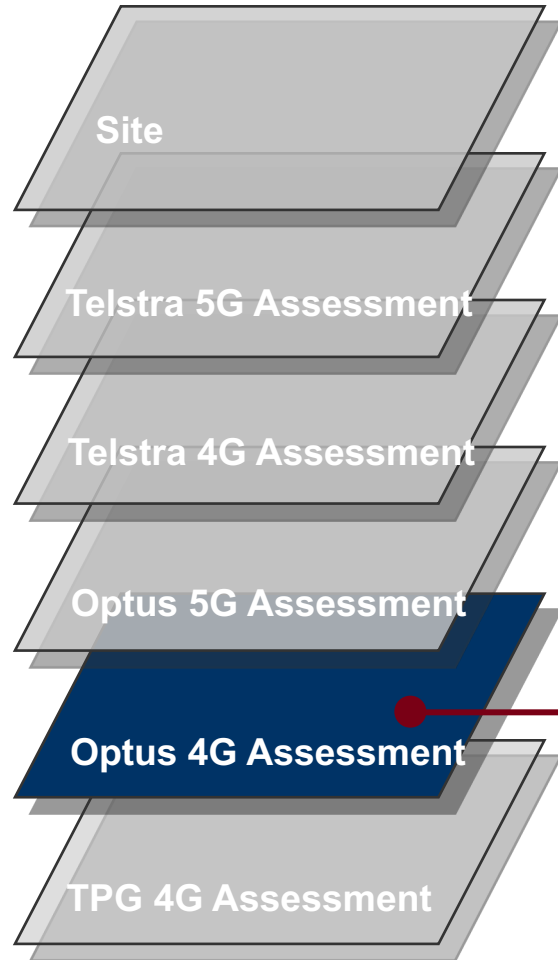 Site
Telstra 5G Assessment
Telstra 4G Assessment
Optus 5G Assessment
Optus 4G Assessment
TPG 4G Assessment